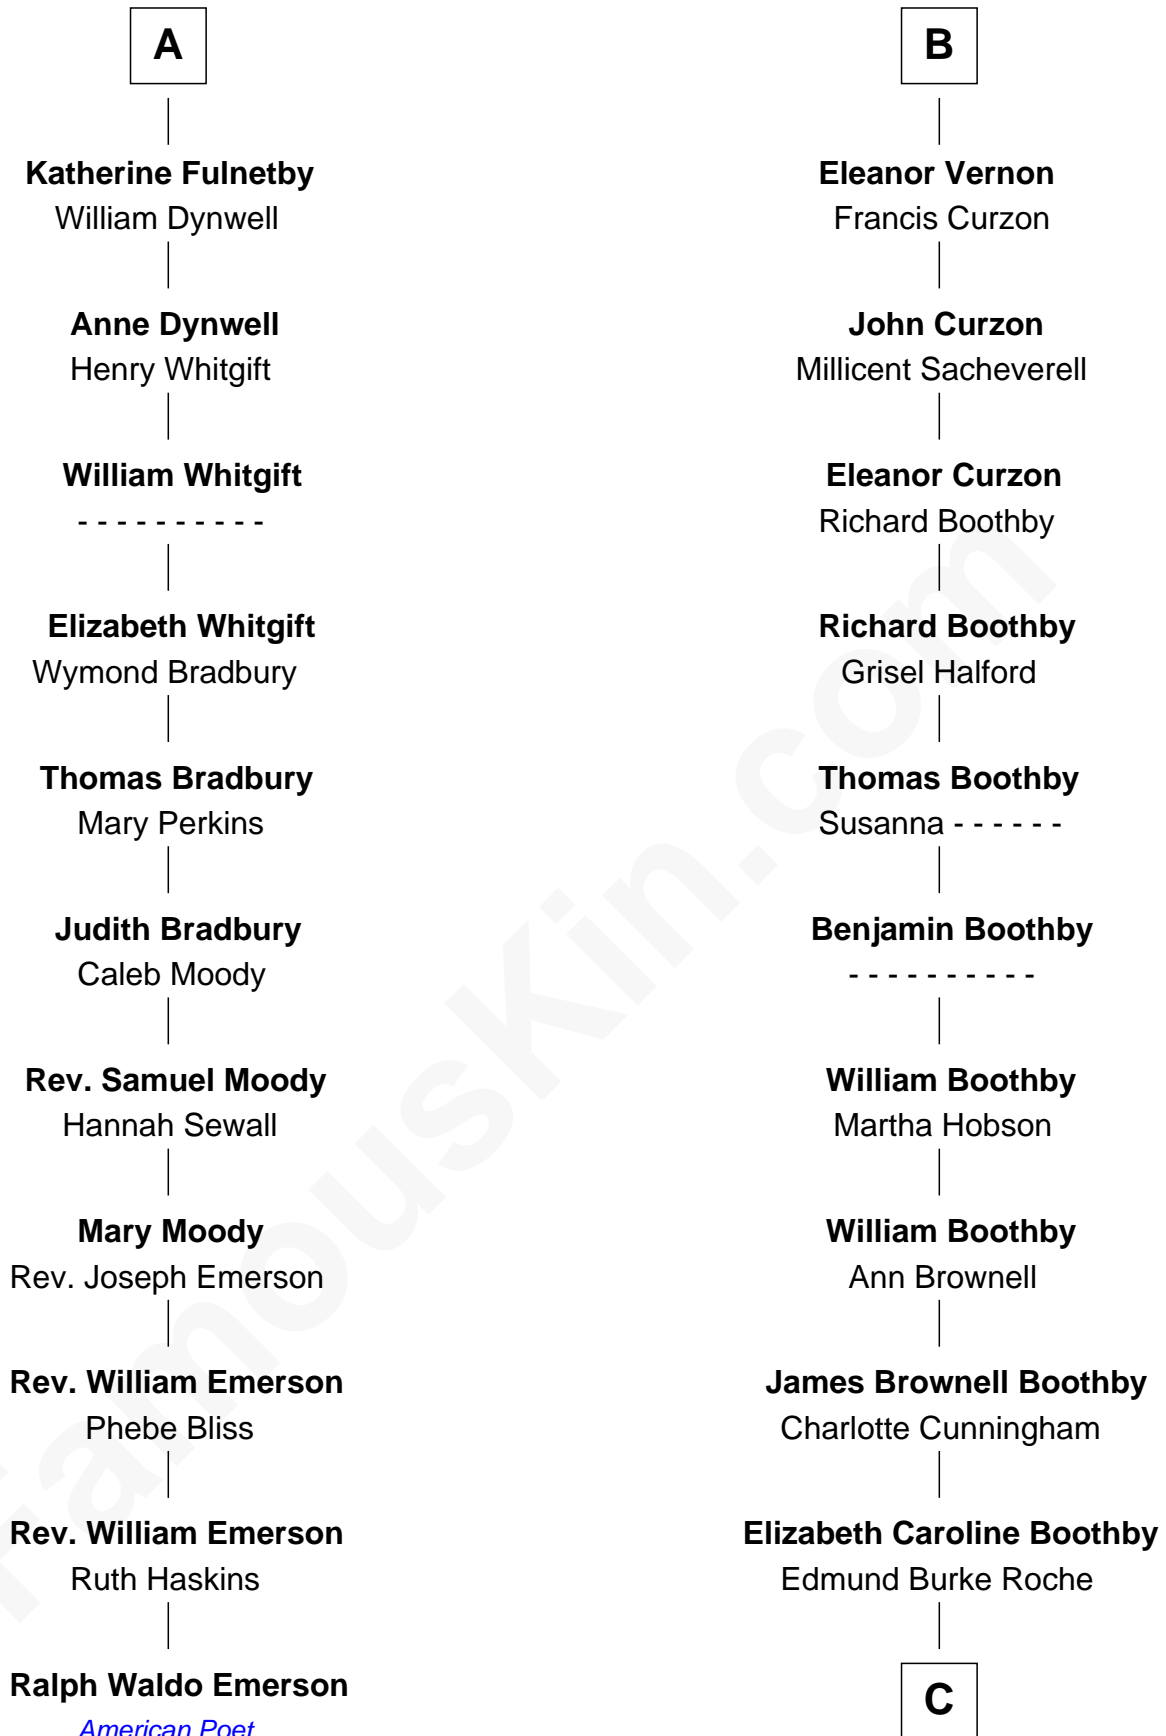 A
Katherine Fulnetby
William Dynwell
Anne Dynwell
Henry Whitgift
William Whitgift
- - - - - - - - - -
Elizabeth Whitgift
Wymond Bradbury
Thomas Bradbury
Mary Perkins
Judith Bradbury
Caleb Moody
Rev. Samuel Moody
Hannah Sewall
Mary Moody
Rev. Joseph Emerson
Rev. William Emerson
Phebe Bliss
Rev. William Emerson
Ruth Haskins
Ralph Waldo Emerson
American Poet
B
Eleanor Vernon
Francis Curzon
John Curzon
Millicent Sacheverell
Eleanor Curzon
Richard Boothby
Richard Boothby
Grisel Halford
Thomas Boothby
Susanna - - - - - -
Benjamin Boothby
- - - - - - - - - -
William Boothby
Martha Hobson
William Boothby
Ann Brownell
James Brownell Boothby
Charlotte Cunningham
Elizabeth Caroline Boothby
Edmund Burke Roche
C
FamousKin.com